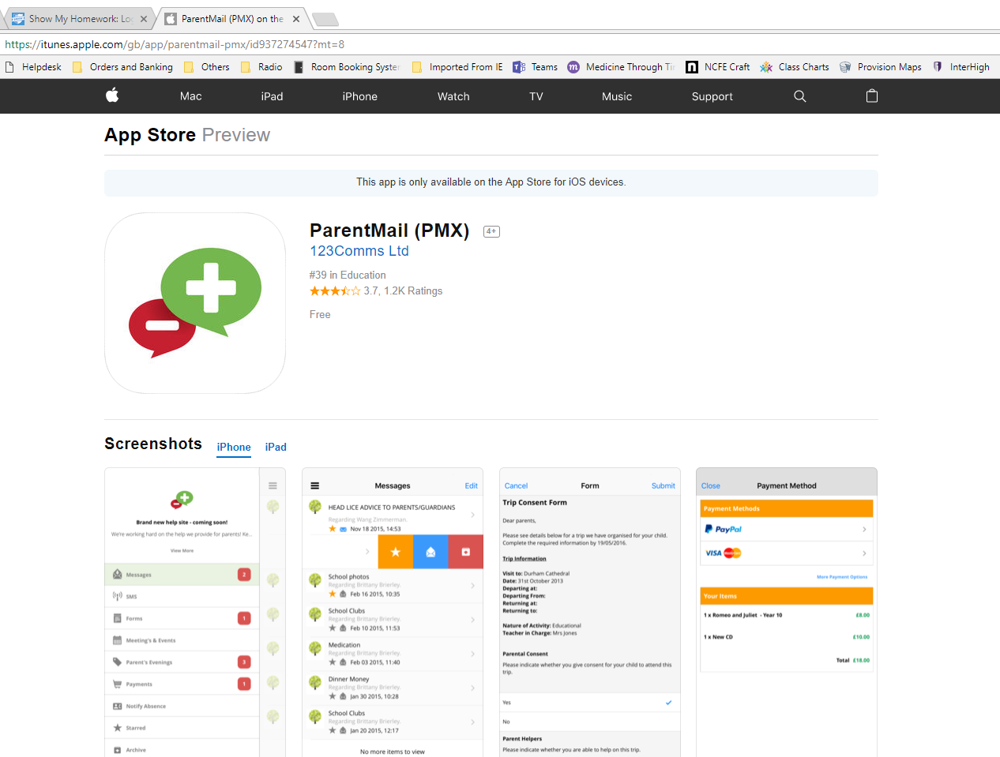 Show My Homework: Lo
ParentMail (PMX) on the
https://itunes.apple.com/gb/app/parentmail-pmx/id937274547?mt=8
Helpdesk Orders and Banking Others Radio Room Booking Syste Imported From IE Teams Medicine Through Ti NCFE Craft Class Charts Provision Maps InterHigh
Mac iPad iPhone Watch TV Music Support
App Store Preview
This app is only available on the App Store for iOS devices.
ParentMail (PMX) 4+
123Comms Ltd
#39 in Education
3.7, 1.2K Ratings
Free
Screenshots iPhone iPad
Brand new help site - coming soon!
We're working hard on the help we provide for parents! Ke...
View More
Messages 2
SMS
Forms 1
Meeting's & Events
Parent's Evenings 3
Payments 1
Notify Absence
Starred
Archive
Messages Edit
HEAD LICE ADVICE TO PARENTS/GUARDIANS
Regarding Wang Zimmerman.
Nov 18 2015, 14:53
School photos
Regarding Brittany Brierley.
Feb 16 2015, 10:35
School Clubs
Regarding Brittany Brierley.
Feb 10 2015, 11:53
Medication
Regarding Brittany Brierley.
Feb 03 2015, 11:40
Dinner Money
Regarding Brittany Brierley.
Jan 30 2015, 10:28
School Clubs
Regarding Brittany Brierley.
Jan 20 2015, 12:17
No more items to view
Cancel Form Submit
Trip Consent Form
Dear parents,
Please see details below for a trip we have organised for your child.
Complete the required information by 19/05/2016.
Trip Information
Visit to: Durham Cathedral
Date: 31st October 2013
Departing at:
Departing From:
Returning at:
Returning to:
Nature of Activity: Educational
Teacher in Charge: Mrs Jones
Parental Consent
Please indicate whether you give consent for your child to attend this
trip.
Yes
No
Parent Helpers
Please indicate whether you are able to help on this trip.
Close Payment Method
Payment Methods
PayPal
VISA MasterCard
More Payment Options
Your Items
1 x Romeo and Juliet - Year 10 £8.00
1 x New CD £10.00
Total £18.00